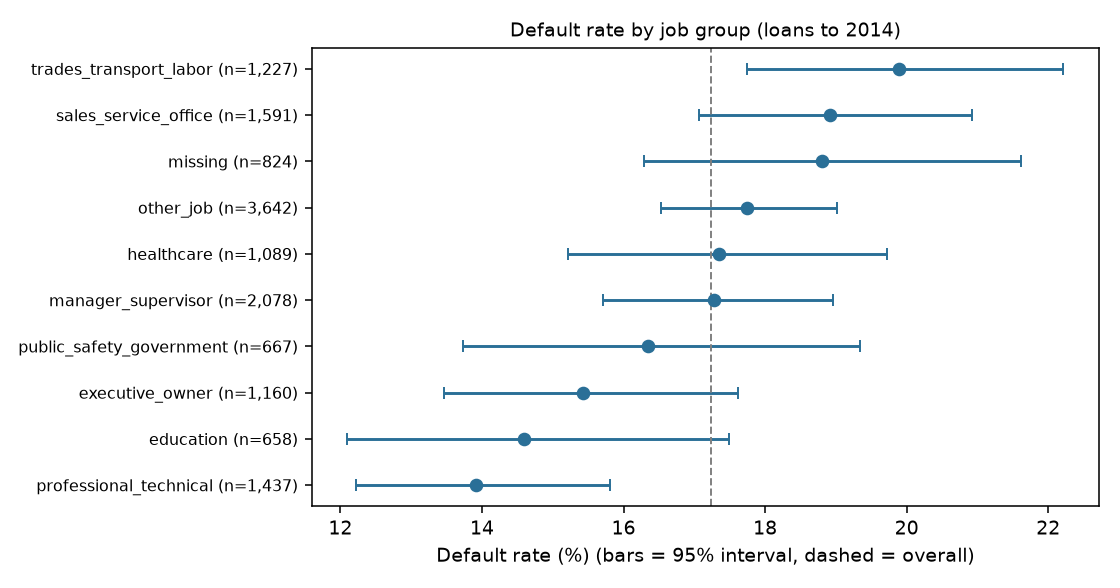 Default rate by job group (loans to 2014)
trades_transport_labor (n=1,227)
sales_service_office (n=1,591)
missing (n=824)
other_job (n=3,642)
healthcare (n=1,089)
manager_supervisor (n=2,078)
public_safety_government (n=667)
executive_owner (n=1,160)
education (n=658)
professional_technical (n=1,437)
12 14 16 18 20 22
Default rate (%) (bars = 95% interval, dashed = overall)